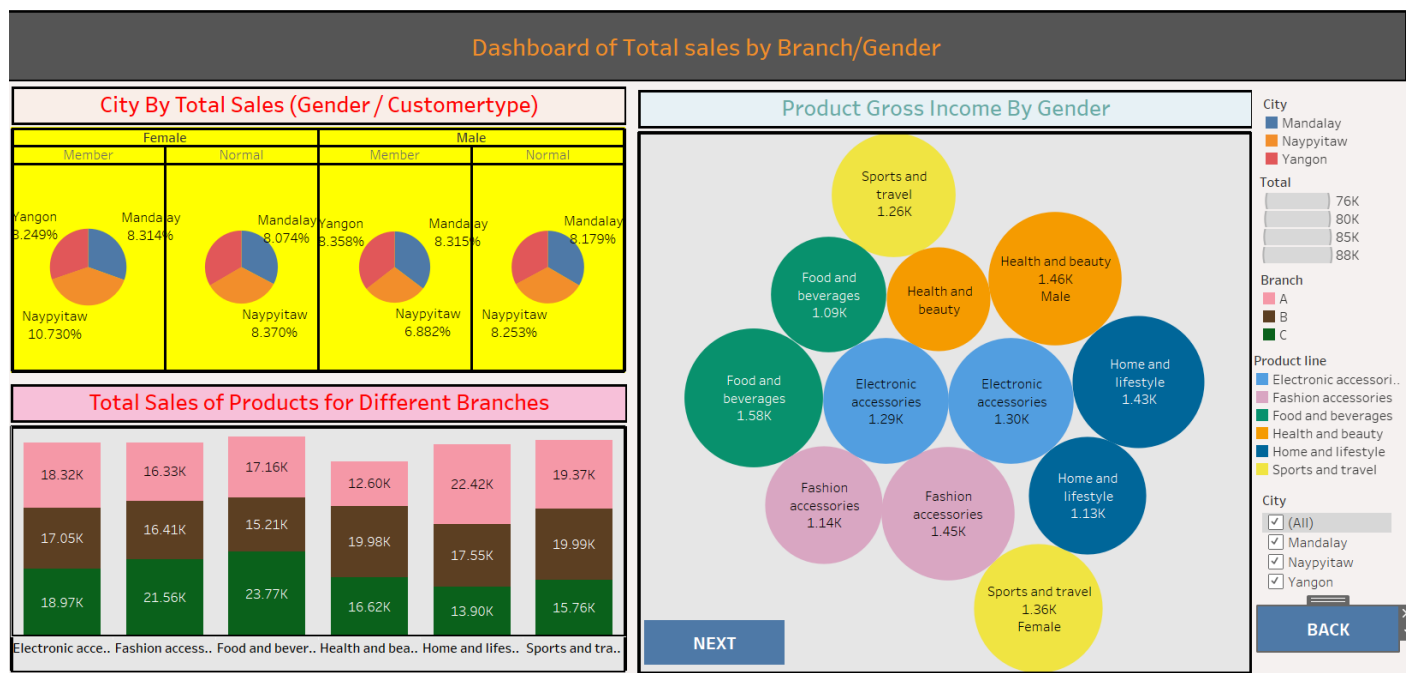 Dashboard of Total sales by Branch/Gender
City By Total Sales (Gender / Customertype)
Female
Male
Member
Normal
Member
Normal
Yangon
8.249%
Mandalay
8.314%
Naypyitaw
10.730%
Mandalay
8.074%
Naypyitaw
8.370%
Yangon
8.358%
Mandalay
8.315%
Naypyitaw
6.882%
Mandalay
8.179%
Naypyitaw
8.253%
Total Sales of Products for Different Branches
18.32K
16.33K
17.16K
12.60K
22.42K
19.37K
17.05K
16.41K
15.21K
19.98K
17.55K
19.99K
18.97K
21.56K
23.77K
16.62K
13.90K
15.76K
Electronic acce..
Fashion access..
Food and bever..
Health and bea..
Home and lifes..
Sports and tra..
Product Gross Income By Gender
Sports and
travel
1.26K
Food and
beverages
1.09K
Health and
beauty
Health and beauty
1.46K
Male
Food and
beverages
1.58K
Electronic
accessories
1.29K
Electronic
accessories
1.30K
Home and
lifestyle
1.43K
Fashion
accessories
1.14K
Fashion
accessories
1.45K
Home and
lifestyle
1.13K
Sports and travel
1.36K
Female
NEXT
City
Mandalay
Naypyitaw
Yangon
Total
76K
80K
85K
88K
Branch
A
B
C
Product line
Electronic accessori..
Fashion accessories
Food and beverages
Health and beauty
Home and lifestyle
Sports and travel
City
(All)
Mandalay
Naypyitaw
Yangon
BACK